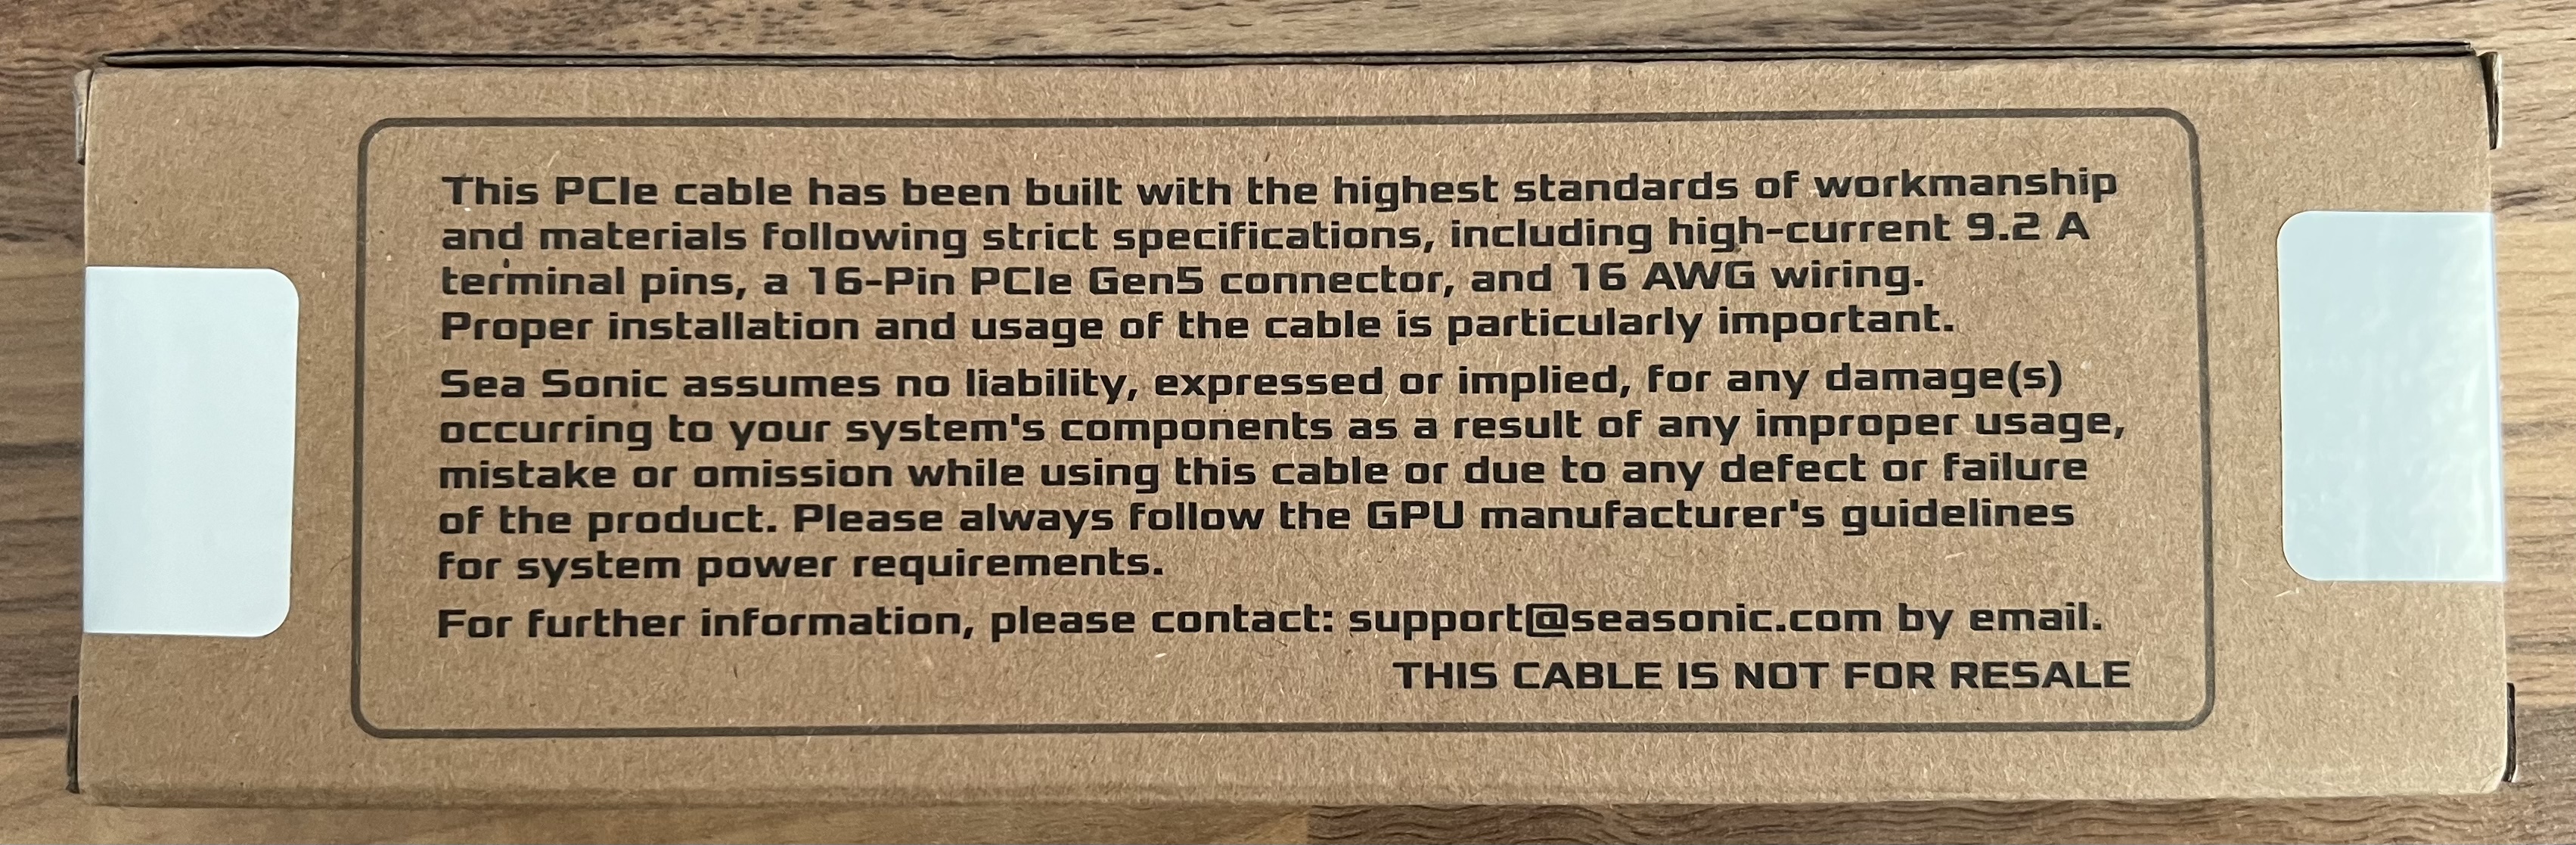 This PCIe cable has been built with the highest standards of workmanship
and materials following strict specifications, including high-current 9.2 A
terminal pins, a 16-Pin PCIe Gen5 connector, and 16 AWG wiring.
Proper installation and usage of the cable is particularly important.
Sea Sonic assumes no liability, expressed or implied, for any damage(s)
occurring to your system's components as a result of any improper usage,
mistake or omission while using this cable or due to any defect or failure
of the product. Please always follow the GPU manufacturer's guidelines
for system power requirements.
For further information, please contact: support@seasonic.com by email.
THIS CABLE IS NOT FOR RESALE